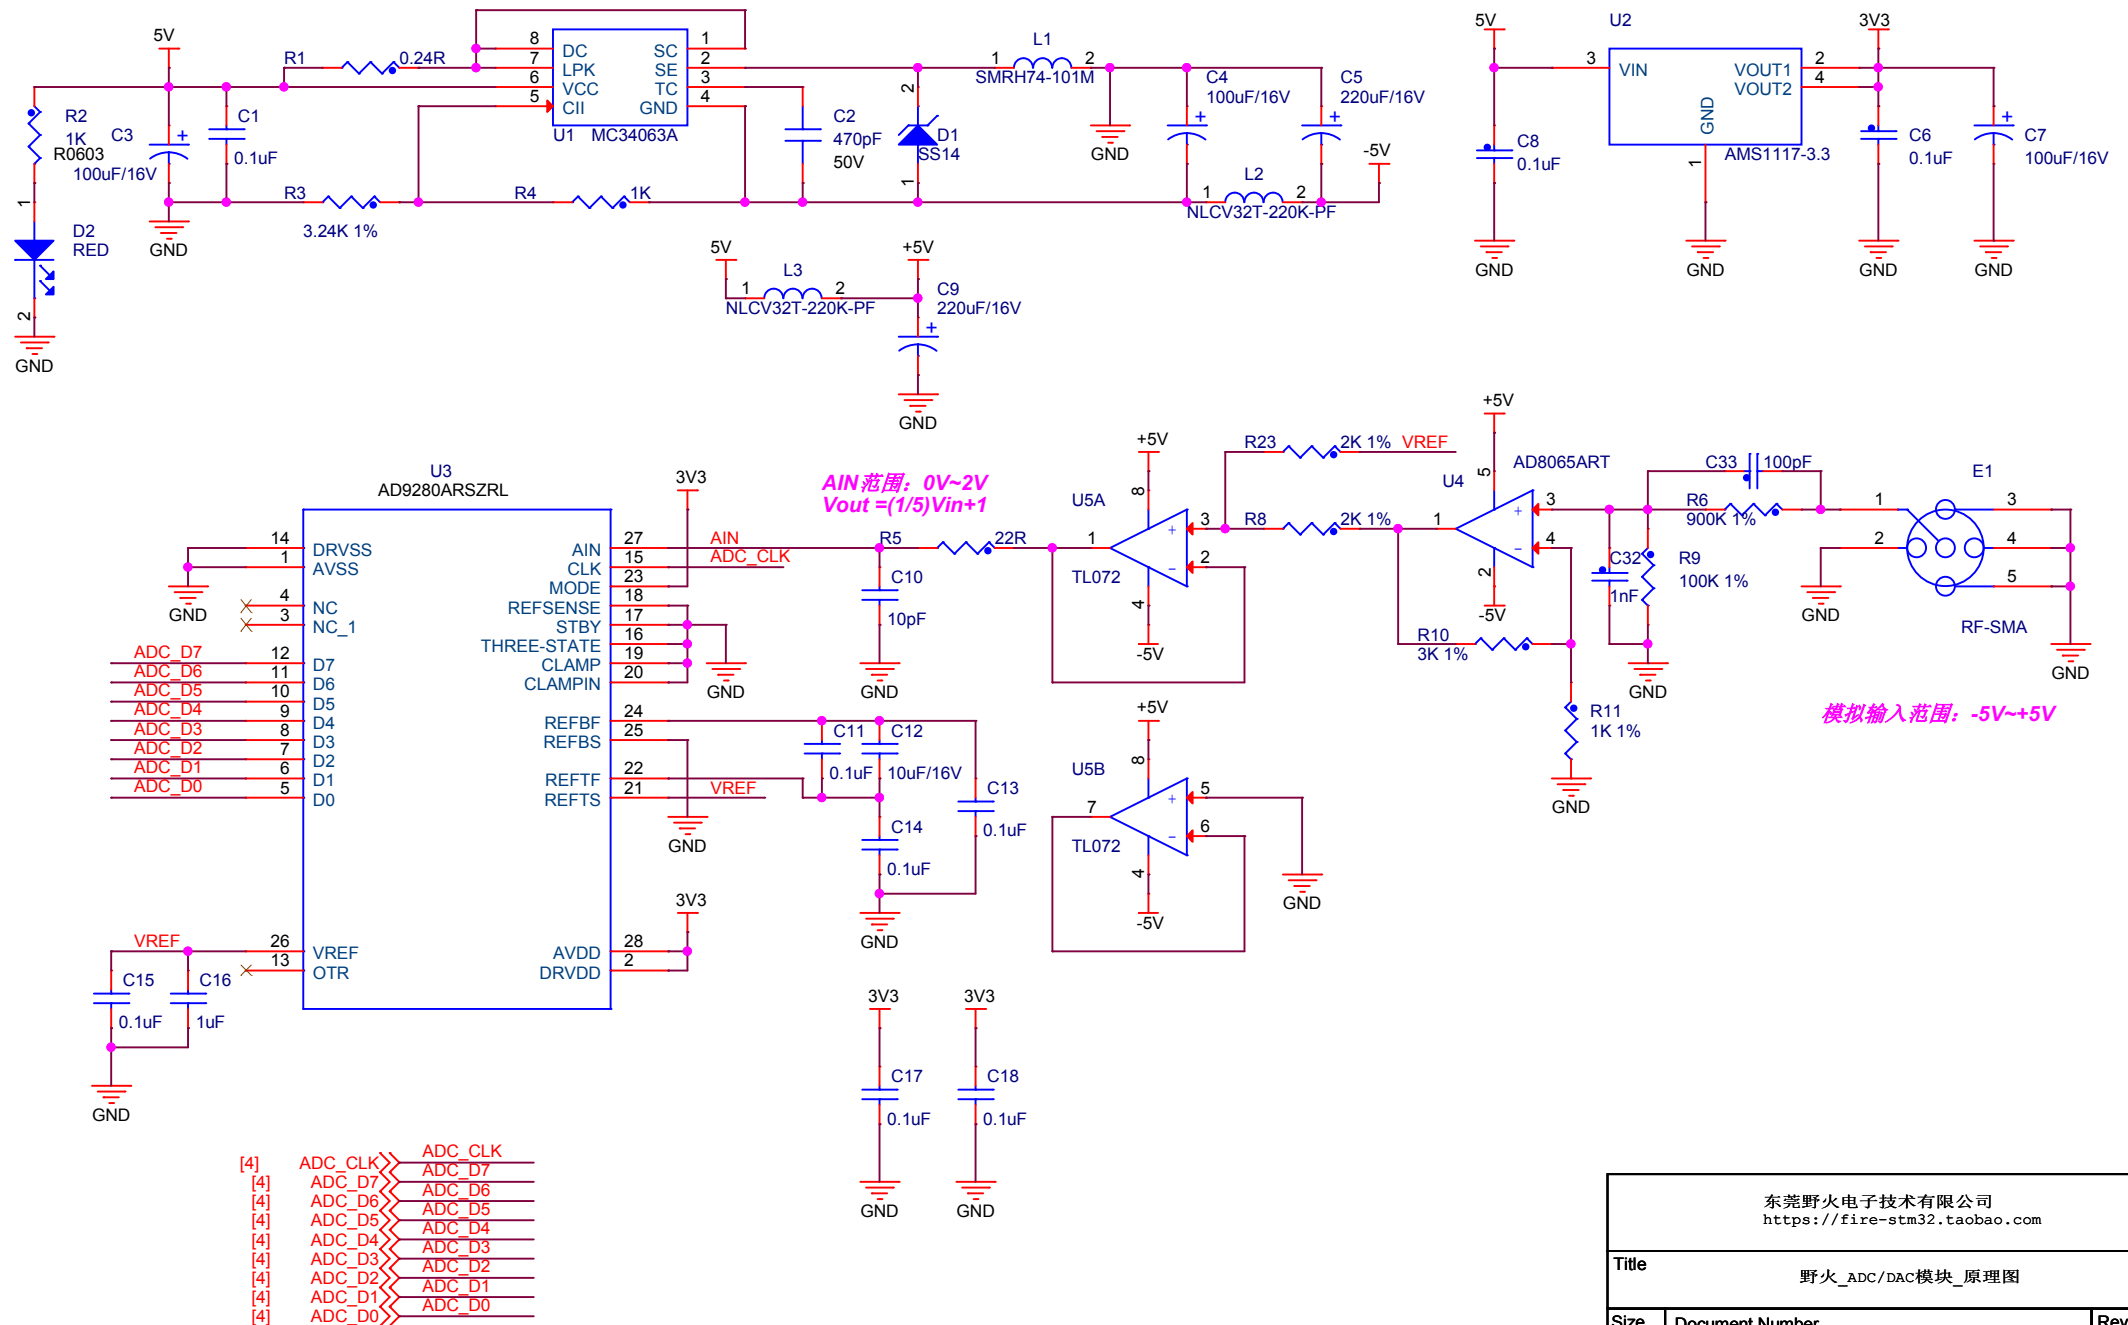 5V
R1
0.24R
8
7
6
5
DC
LPK
VCC
CII
SC
SE
TC
GND
1
2
3
4
U1
MC34063A
L1
1
2
SMRH74-101M
C4
100uF/16V
C5
220uF/16V
GND
R2
1K
R0603
C3
100uF/16V
C1
0.1uF
C2
470pF
50V
D1
SS14
2
1
-5V
R3
3.24K 1%
R4
1K
L2
1
2
NLCV32T-220K-PF
GND
1
D2
RED
2
GND
5V
U2
3V3
3
VIN
VOUT1
VOUT2
GND
2
4
1
AMS1117-3.3
C8
0.1uF
C6
0.1uF
C7
100uF/16V
GND
GND
GND
GND
5V
+5V
L3
1
2
NLCV32T-220K-PF
C9
220uF/16V
GND
U3
AD9280ARSZRL
3V3
AIN范围：0V~2V
Vout =(1/5)Vin+1
14
DRVSS
1
AVSS
GND
4
NC
3
NC_1
ADC_D7
12
D7
ADC_D6
11
D6
ADC_D5
10
D5
ADC_D4
9
D4
ADC_D3
8
D3
ADC_D2
7
D2
ADC_D1
6
D1
ADC_D0
5
D0
VREF
26
VREF
13
OTR
C15
0.1uF
C16
1uF
GND
AIN
27
AIN
CLK
15
ADC_CLK
MODE
23
REFSENSE
18
STBY
17
THREE-STATE
16
CLAMP
19
CLAMPIN
20
GND
REFBF
24
REFBS
25
REFTF
22
REFTS
21
VREF
GND
3V3
AVDD
28
DRVDD
2
R5
22R
C10
10pF
GND
C11
0.1uF
C12
10uF/16V
C13
0.1uF
C14
0.1uF
GND
3V3
C17
0.1uF
GND
3V3
C18
0.1uF
GND
+5V
U5A
8
1
3
2
TL072
4
-5V
R23
2K 1%
VREF
R8
2K 1%
+5V
AD8065ART
U4
5
1
3
4
2
-5V
R10
3K 1%
R11
1K 1%
GND
C33
100pF
R6
900K 1%
C32
1nF
R9
100K 1%
GND
E1
1
2
3
4
5
GND
RF-SMA
GND
模拟输入范围：-5V~+5V
+5V
U5B
8
7
5
6
TL072
4
-5V
GND
[4] ADC_CLK ADC_CLK
[4] ADC_D7 ADC_D7
[4] ADC_D6 ADC_D6
[4] ADC_D5 ADC_D5
[4] ADC_D4 ADC_D4
[4] ADC_D3 ADC_D3
[4] ADC_D2 ADC_D2
[4] ADC_D1 ADC_D1
[4] ADC_D0 ADC_D0
东莞野火电子技术有限公司
https://fire-stm32.taobao.com
Title
野火_ADC/DAC模块_原理图
Size
Document Number
Rev